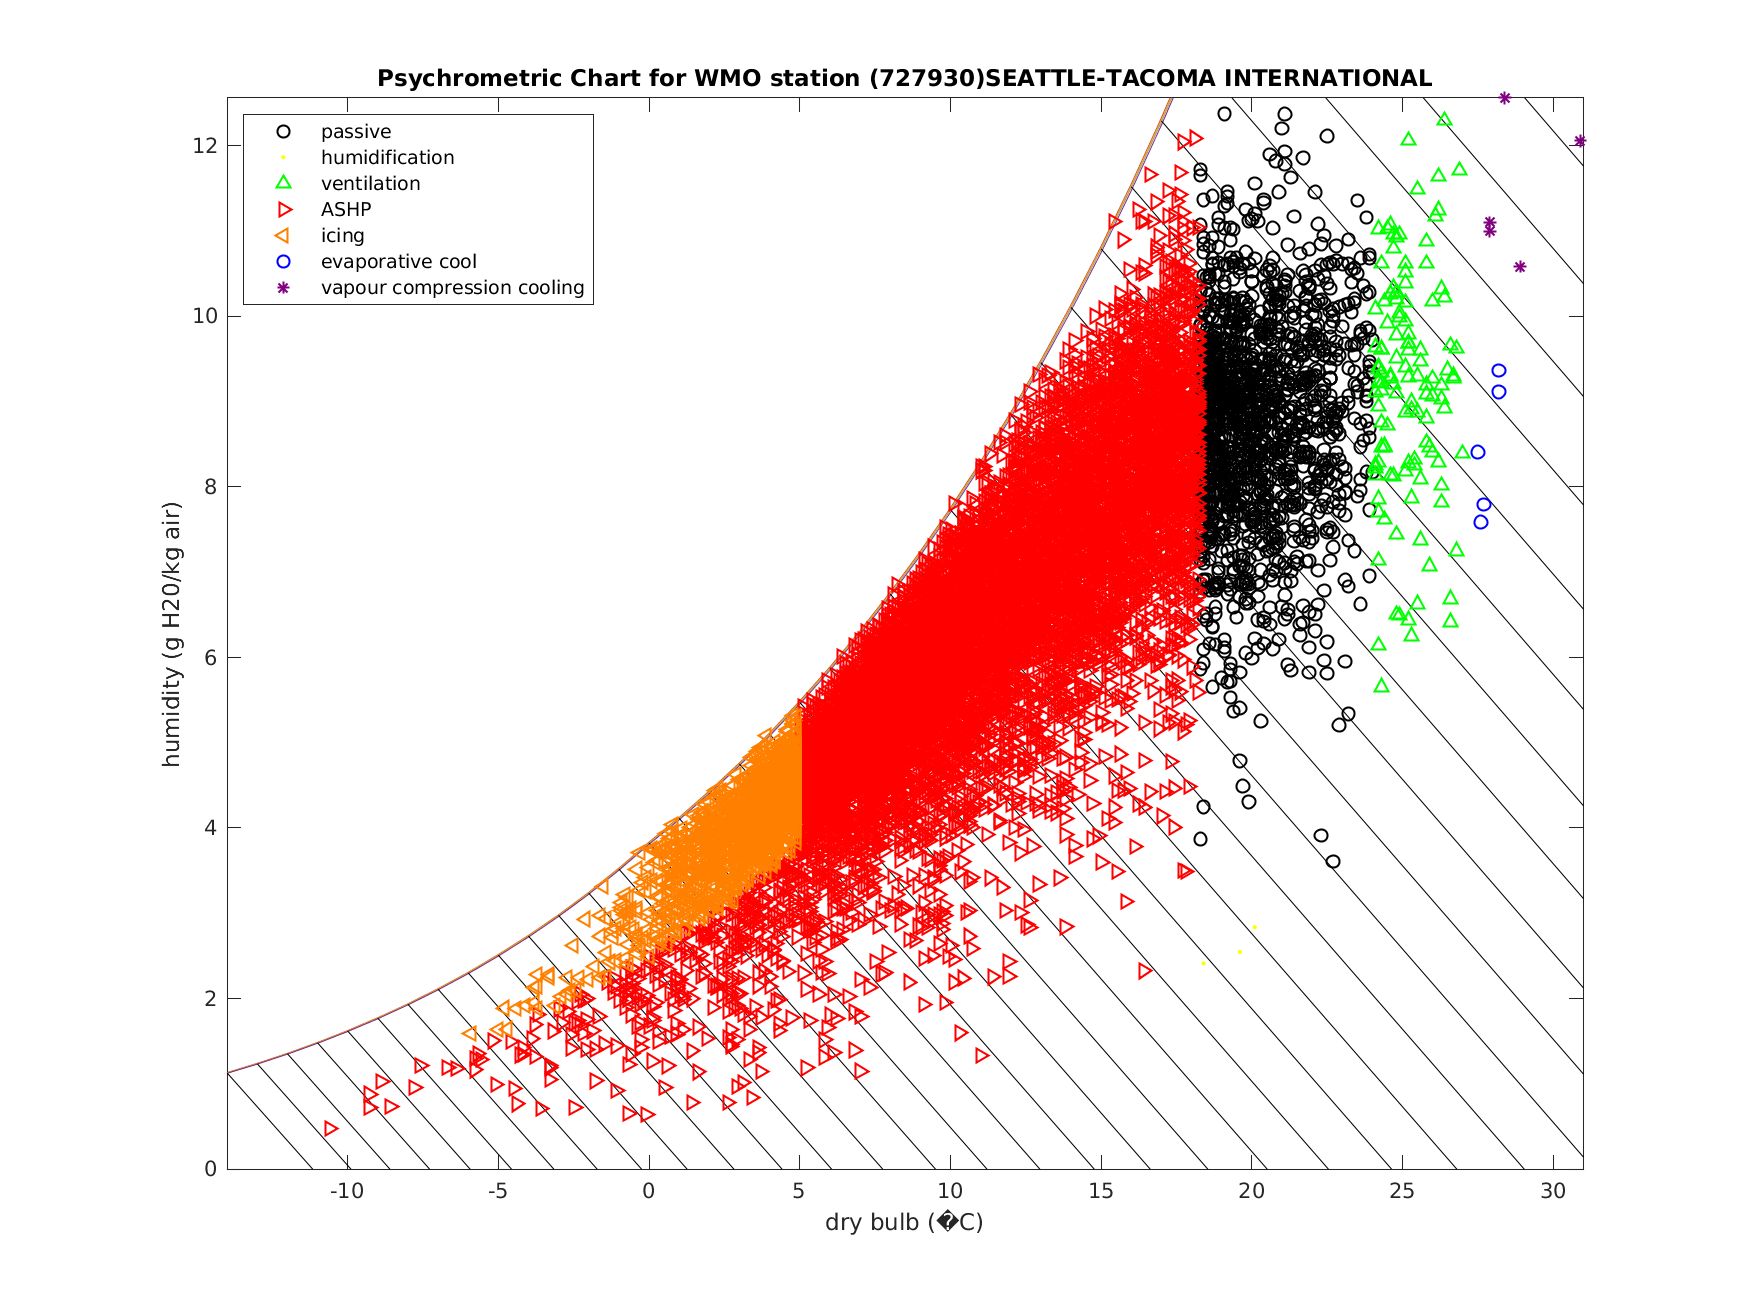 Psychrometric Chart for WMO station (727930)SEATTLE-TACOMA INTERNATIONAL
passive
humidification
ventilation
ASHP
icing
evaporative cool
vapour compression cooling
humidity (g H20/kg air)
12
10
8
6
4
2
0
-10
-5
0
5
10
15
20
25
30
dry bulb (�C)